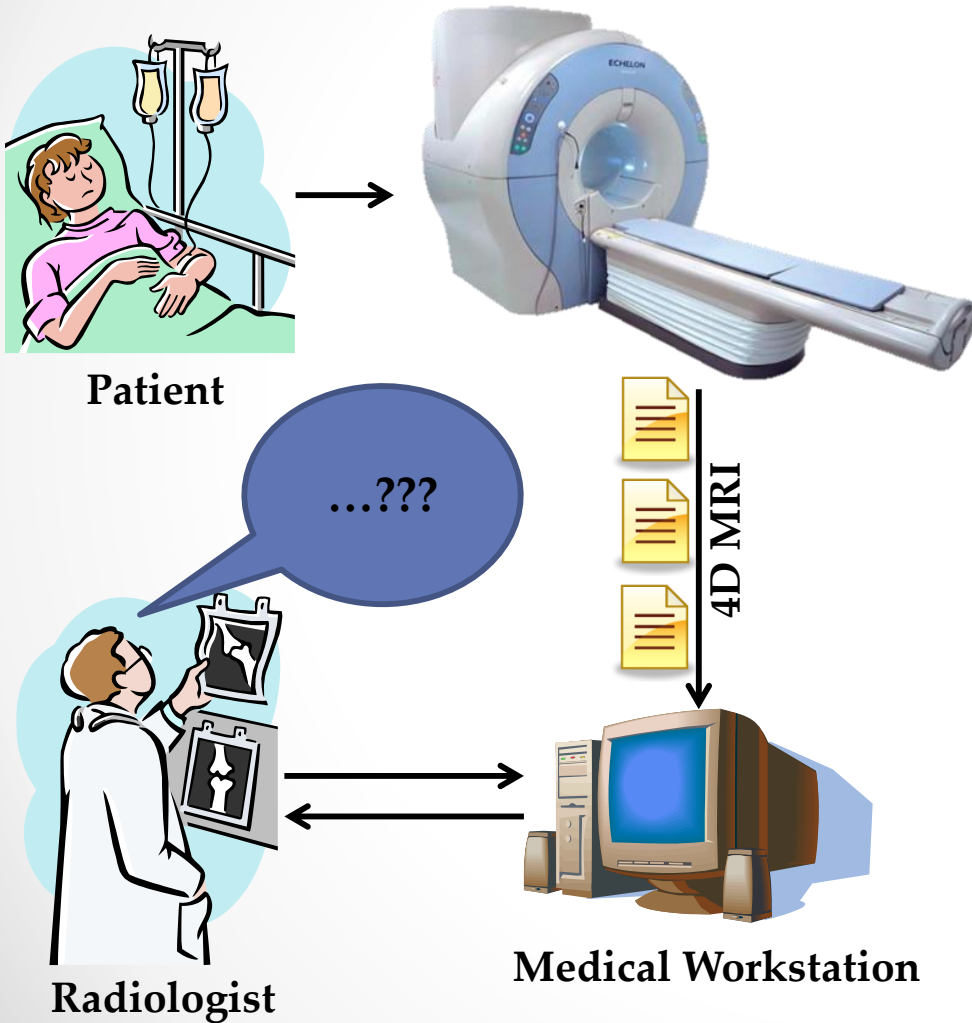 ECHELON
Patient
...???
4D MRI
Radiologist
Medical Workstation